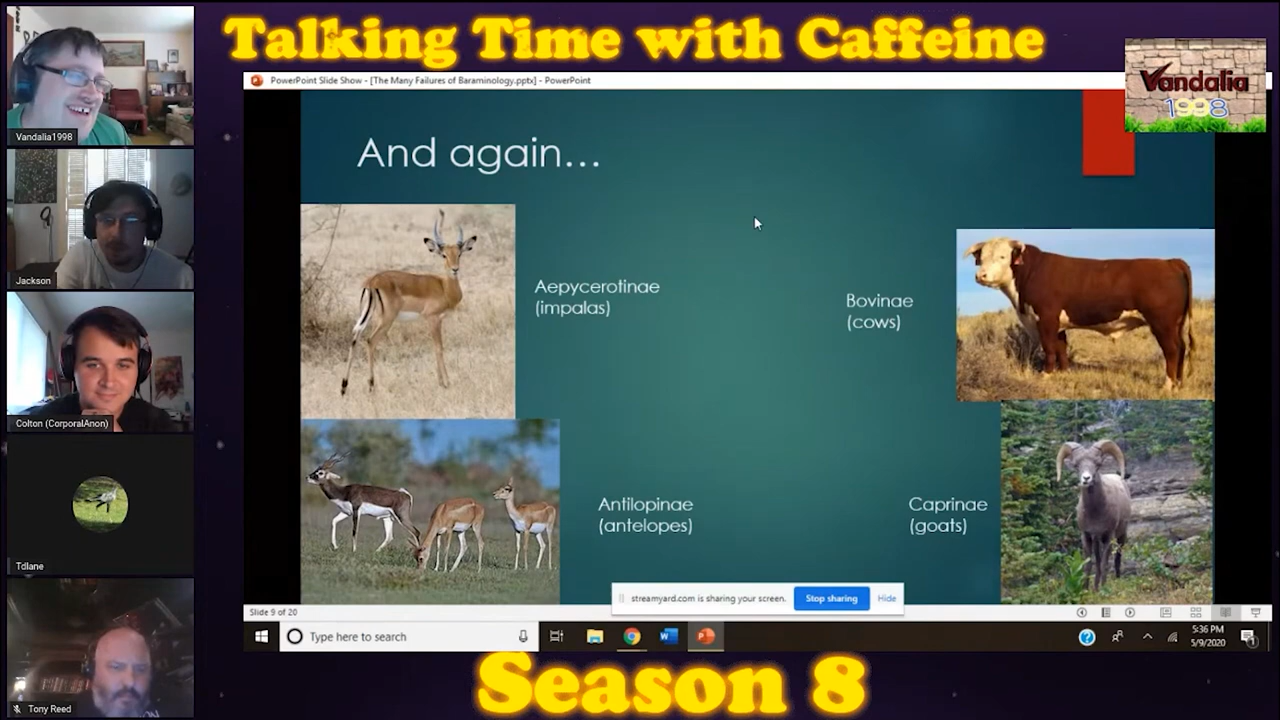 Talking Time with Caffeine
PowerPoint Slide Show - [The Many Failures of Baraminology.pptx] - PowerPoint
Vandalia
1998
Vandalia1998
And again…
Jackson
Aepycerotinae
(impalas)
Bovinae
(cows)
Colton (CorporalAnon)
Antilopinae
(antelopes)
Caprinae
(goats)
Tdlane
streamyard.com is sharing your screen.
Stop sharing
Hide
Slide 9 of 20
Type here to search
5:36 PM
5/9/2020
1
Tony Reed
Season 8